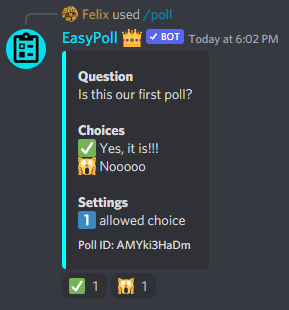 Felix used /poll
EasyPoll 👑 ✓ BOT Today at 6:02 PM
Question
Is this our first poll?
Choices
✅ Yes, it is!!!
🙀 Nooooo
Settings
1️⃣ allowed choice
Poll ID: AMYki3HaDm
✅ 1 🙀 1